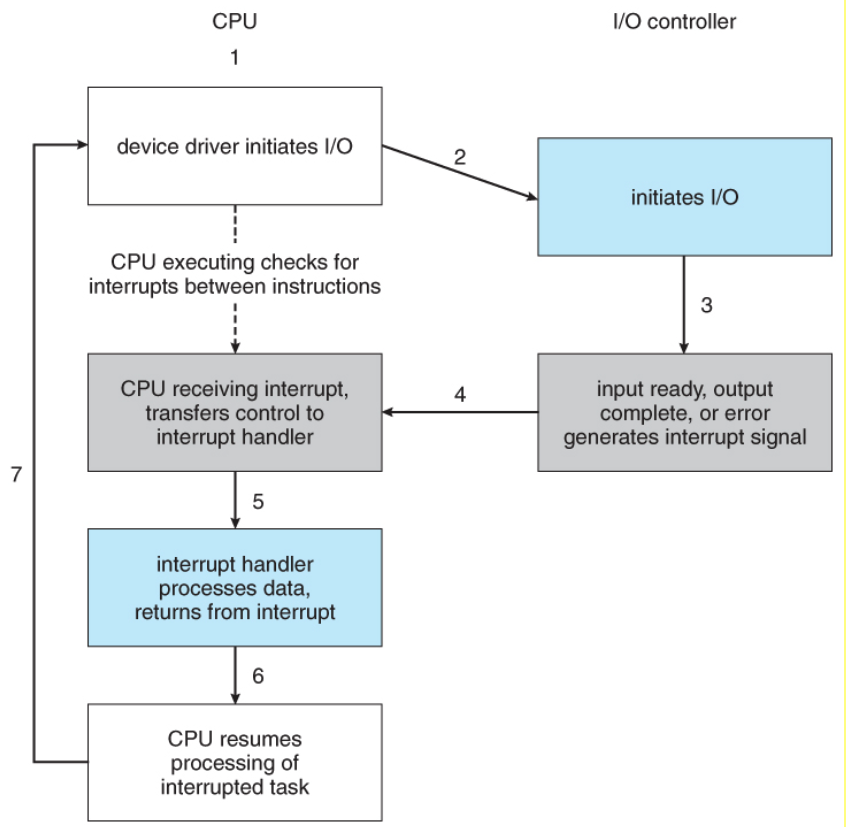 CPU
I/O controller
1
device driver initiates I/O
2
initiates I/O
CPU executing checks for
interrupts between instructions
3
CPU receiving interrupt,
transfers control to
interrupt handler
4
input ready, output
complete, or error
generates interrupt signal
7
5
interrupt handler
processes data,
returns from interrupt
6
CPU resumes
processing of
interrupted task